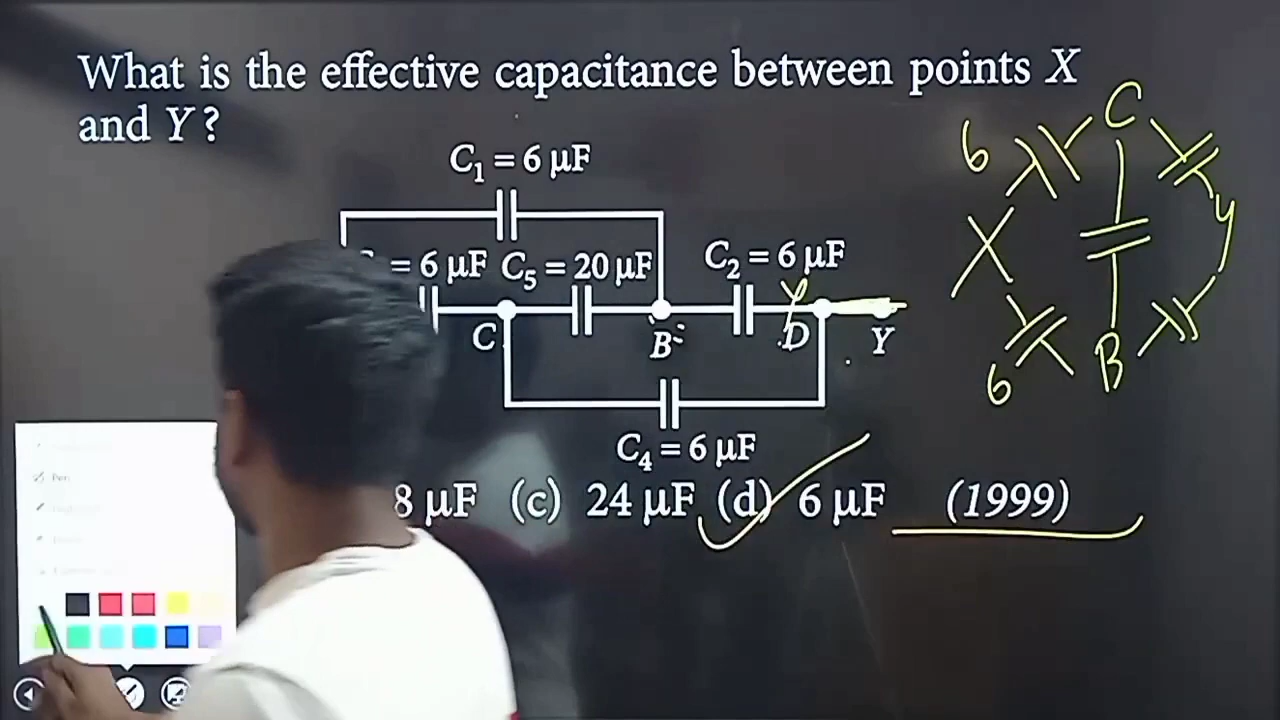 What is the effective capacitance between points X
and Y?
C₁ = 6 μF
= 6 μF C₅ = 20 μF C₂ = 6 μF
C B D Y
C₄ = 6 μF
8 μF (c) 24 μF (d) 6 μF (1999)
C
6
X
y
6
B
Y
Pen